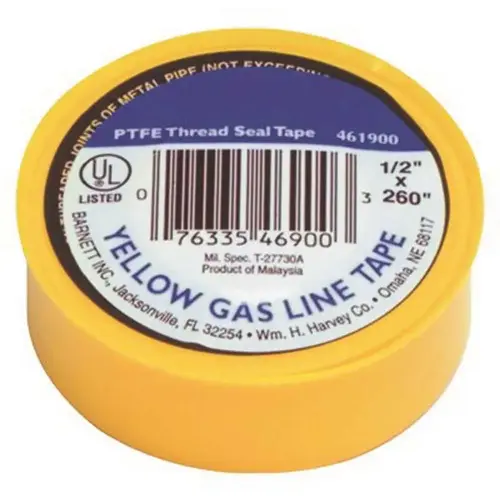 THREADED JOINTS OF METAL PIPE (NOT EXCEEDING
PTFE Thread Seal Tape 461900
UL
LISTED
1/2"
x
260"
0 76335 46900 3
Mil. Spec. T-27730A
Product of Malaysia
YELLOW GAS LINE TAPE
BARNETT INC., Jacksonville, FL 32254 • Wm. H. Harvey Co. • Omaha, NE 68117